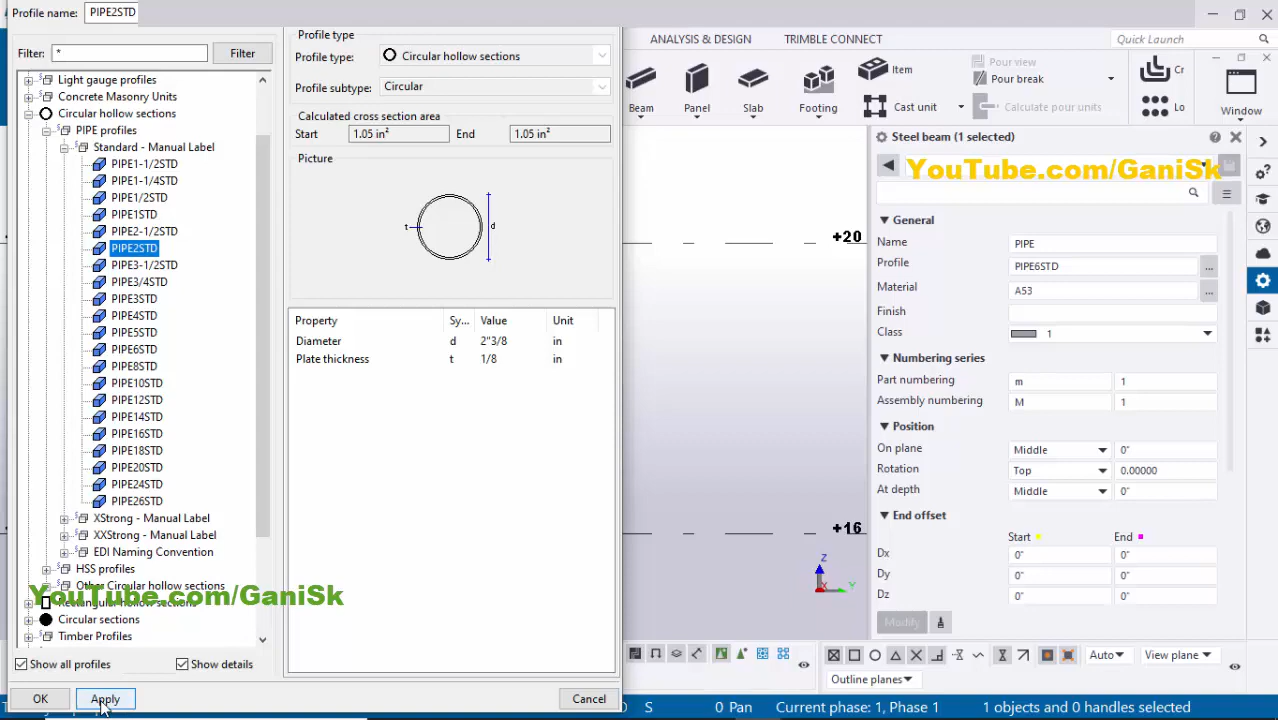 Profile name: PIPE2STD
Filter: * Filter
Light gauge profiles
Concrete Masonry Units
Circular hollow sections
PIPE profiles
Standard - Manual Label
PIPE1-1/2STD
PIPE1-1/4STD
PIPE1/2STD
PIPE1STD
PIPE2-1/2STD
PIPE2STD
PIPE3-1/2STD
PIPE3/4STD
PIPE3STD
PIPE4STD
PIPE5STD
PIPE6STD
PIPE8STD
PIPE10STD
PIPE12STD
PIPE14STD
PIPE16STD
PIPE18STD
PIPE20STD
PIPE24STD
PIPE26STD
XStrong - Manual Label
XXStrong - Manual Label
EDI Naming Convention
HSS profiles
Other Circular hollow sections
YouTube.com/GaniSk
Rectangular hollow sections
Circular sections
Timber Profiles
Show all profiles Show details
OK Apply Cancel
Profile type
Profile type: Circular hollow sections
Profile subtype: Circular
Calculated cross section area
Start 1.05 in² End 1.05 in²
Picture
t d
Property Sy... Value Unit
Diameter d 2"3/8 in
Plate thickness t 1/8 in
ANALYSIS & DESIGN TRIMBLE CONNECT Quick Launch
Beam Panel Slab Footing
Item
Cast unit
Pour view
Pour break
Calculate pour units
Cr
Lo
Window
+20
+16
Z
Y
Steel beam (1 selected)
YouTube.com/GaniSk
General
Name PIPE
Profile PIPE6STD ...
Material A53 ...
Finish
Class 1
Numbering series
Part numbering m 1
Assembly numbering M 1
Position
On plane Middle 0"
Rotation Top 0.00000
At depth Middle 0"
End offset
Start End
Dx 0" 0"
Dy 0" 0"
Dz 0" 0"
Modify
Auto View plane
Outline planes
S 0 Pan Current phase: 1, Phase 1 1 objects and 0 handles selected